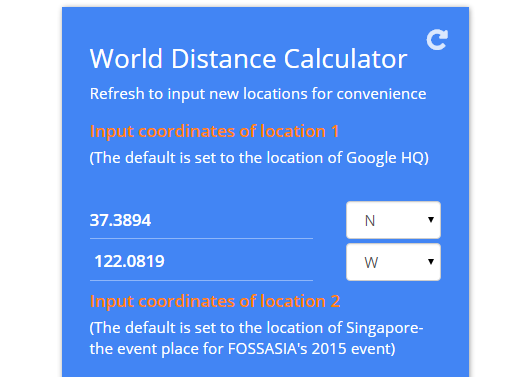 World Distance Calculator
Refresh to input new locations for convenience
Input coordinates of location 1
(The default is set to the location of Google HQ)
37.3894 N
122.0819 W
Input coordinates of location 2
(The default is set to the location of Singapore-
the event place for FOSSASIA's 2015 event)